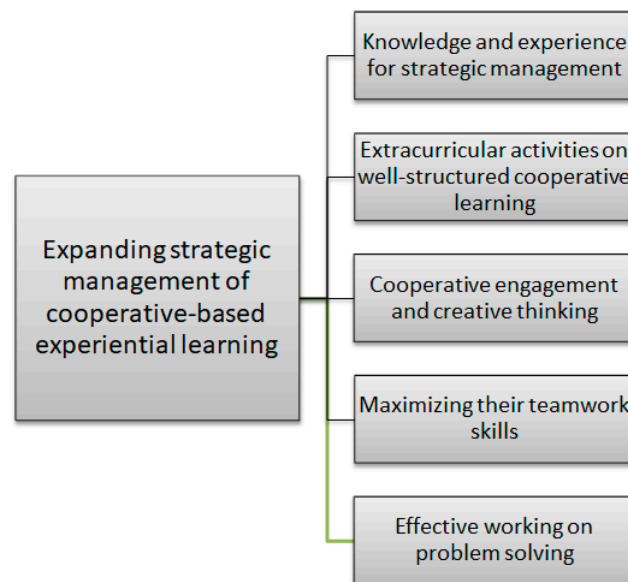 Knowledge and experience
for strategic management
Extracurricular activities on
well-structured cooperative
learning
Expanding strategic
management of
cooperative-based
experiential learning
Cooperative engagement
and creative thinking
Maximizing their teamwork
skills
Effective working on
problem solving